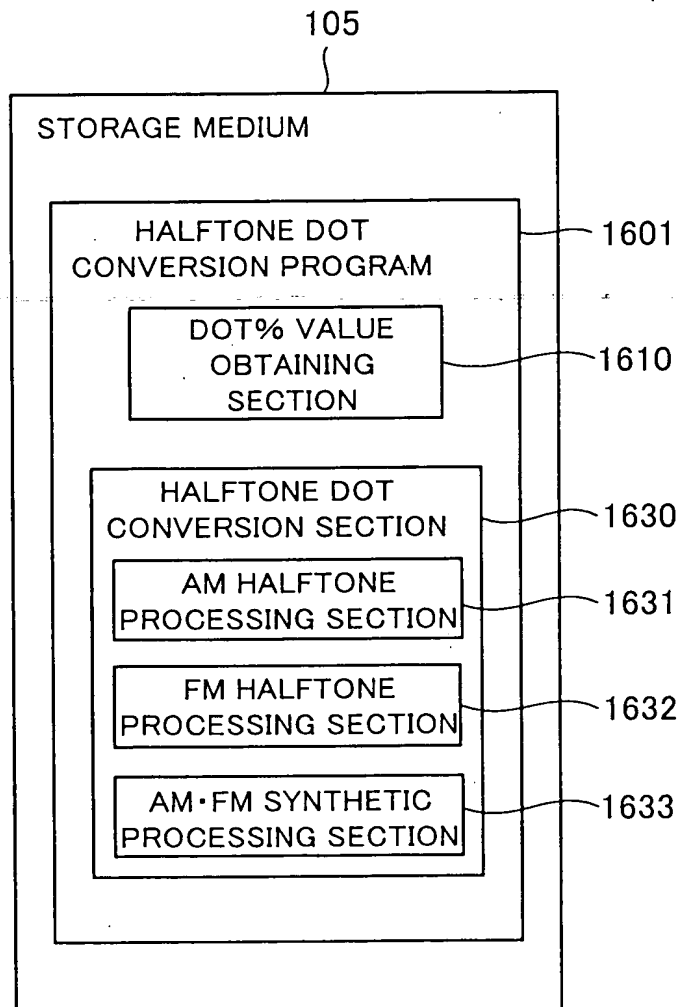 105
STORAGE MEDIUM
HALFTONE DOT
CONVERSION PROGRAM
1601
DOT% VALUE
OBTAINING
SECTION
1610
HALFTONE DOT
CONVERSION SECTION
1630
AM HALFTONE
PROCESSING SECTION
1631
FM HALFTONE
PROCESSING SECTION
1632
AM·FM SYNTHETIC
PROCESSING SECTION
1633